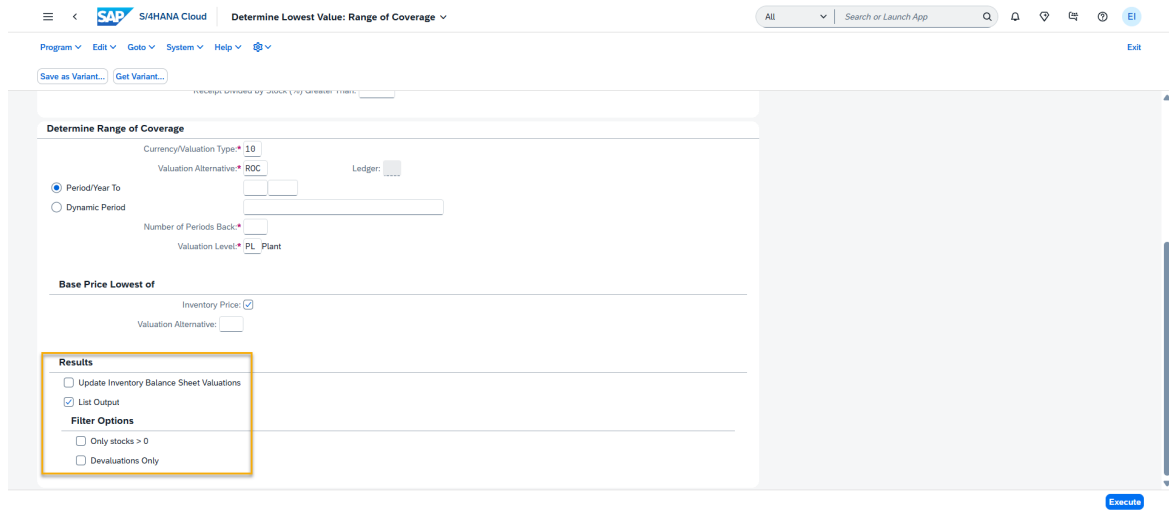 SAP S/4HANA Cloud Determine Lowest Value: Range of Coverage All Search or Launch App EI
Program Edit Goto System Help Exit
Save as Variant... Get Variant...
Receipt Divided by Stock (%) Greater Than:
Determine Range of Coverage
Currency/Valuation Type:* 10
Valuation Alternative:* ROC Ledger:
Period/Year To
Dynamic Period
Number of Periods Back:*
Valuation Level:* PL Plant
Base Price Lowest of
Inventory Price:
Valuation Alternative:
Results
Update Inventory Balance Sheet Valuations
List Output
Filter Options
Only stocks > 0
Devaluations Only
Execute